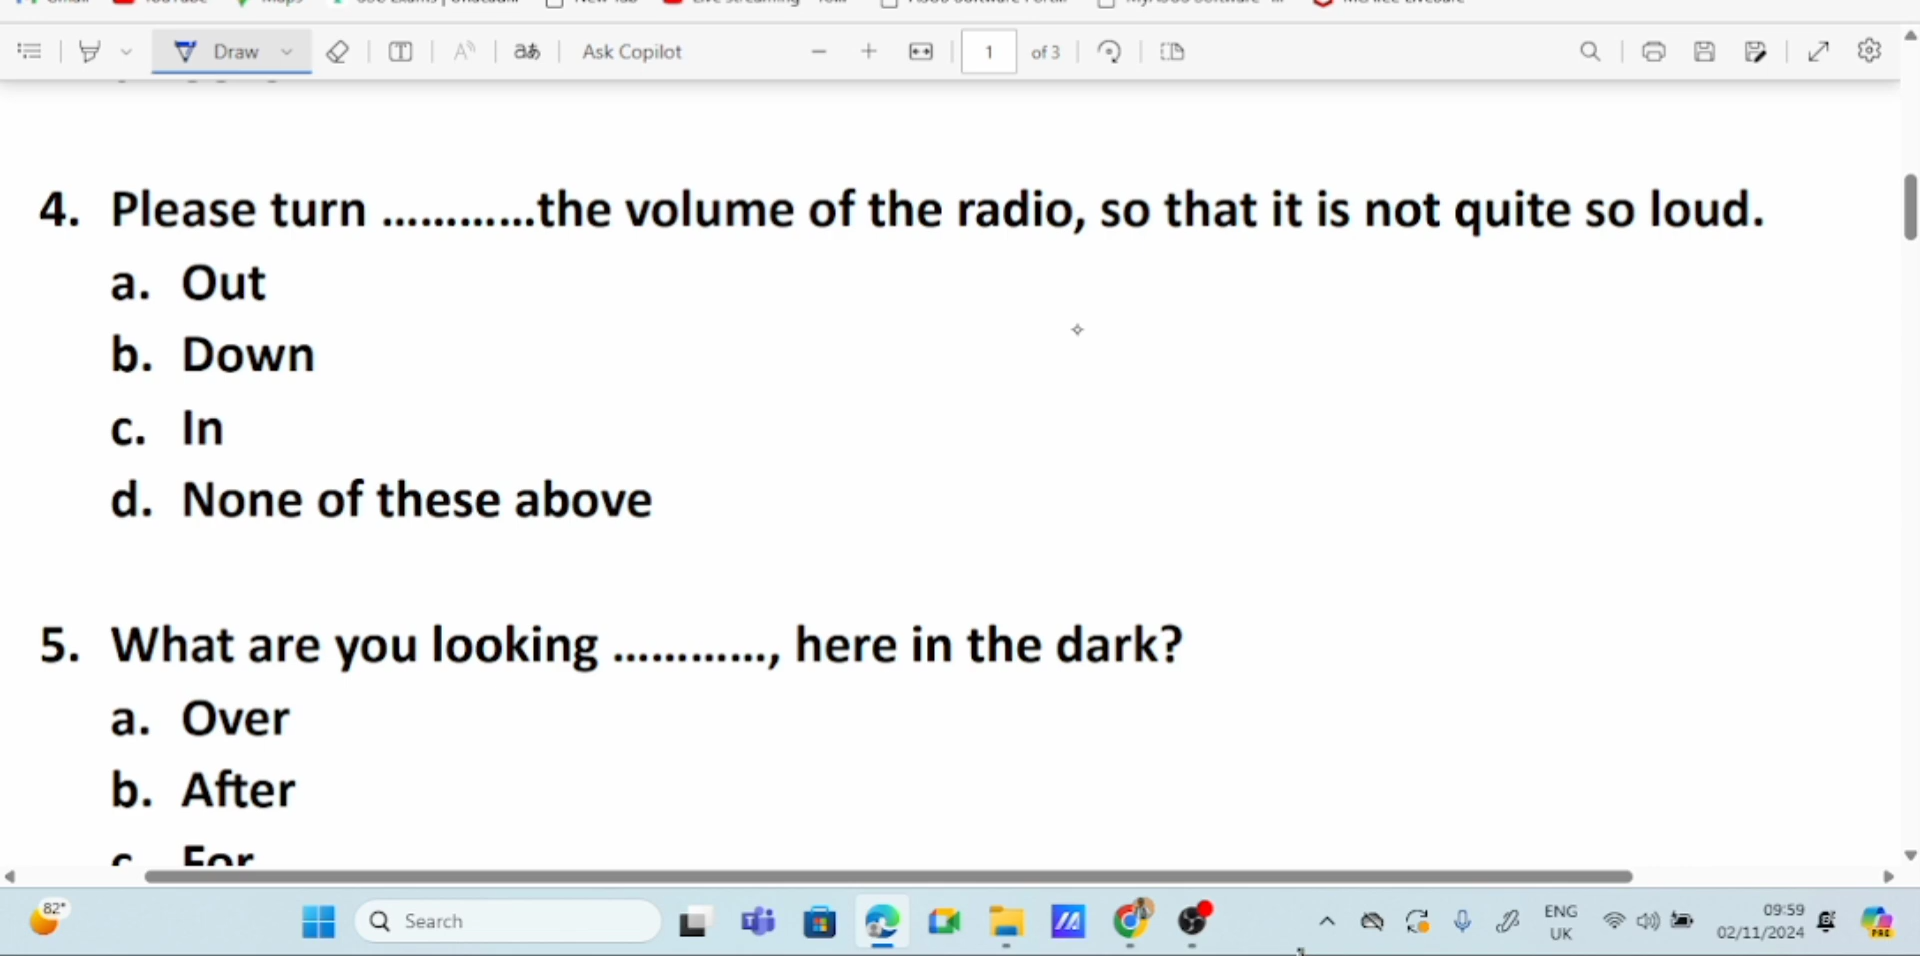 Draw
Ask Copilot
1 of 3
4. Please turn ............the volume of the radio, so that it is not quite so loud.
a. Out
b. Down
c. In
d. None of these above
5. What are you looking ............, here in the dark?
a. Over
b. After
c. For
82°
Search
ENG
UK
09:59
02/11/2024